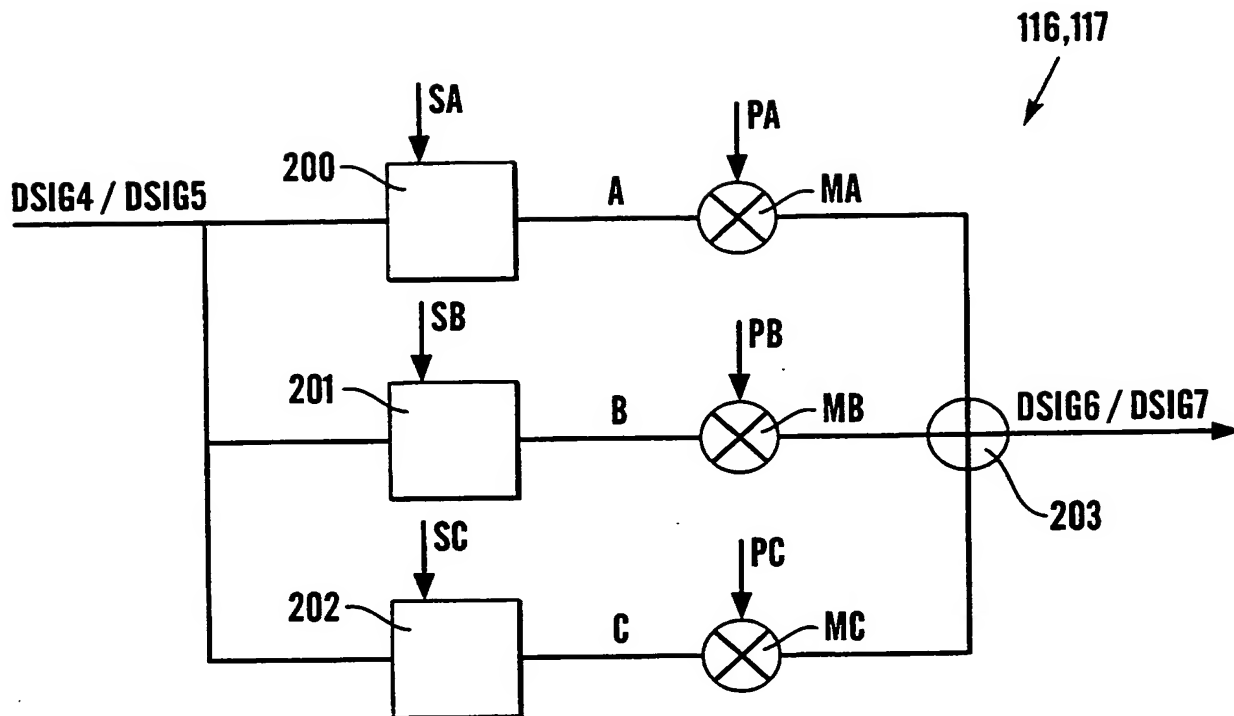 116,117
SA
PA
200
DSIG4 / DSIG5
A
MA
SB
PB
201
B
MB
DSIG6 / DSIG7
203
SC
PC
202
C
MC